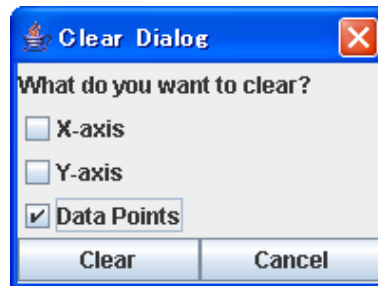 Clear Dialog
What do you want to clear?
X-axis
Y-axis
Data Points
Clear Cancel